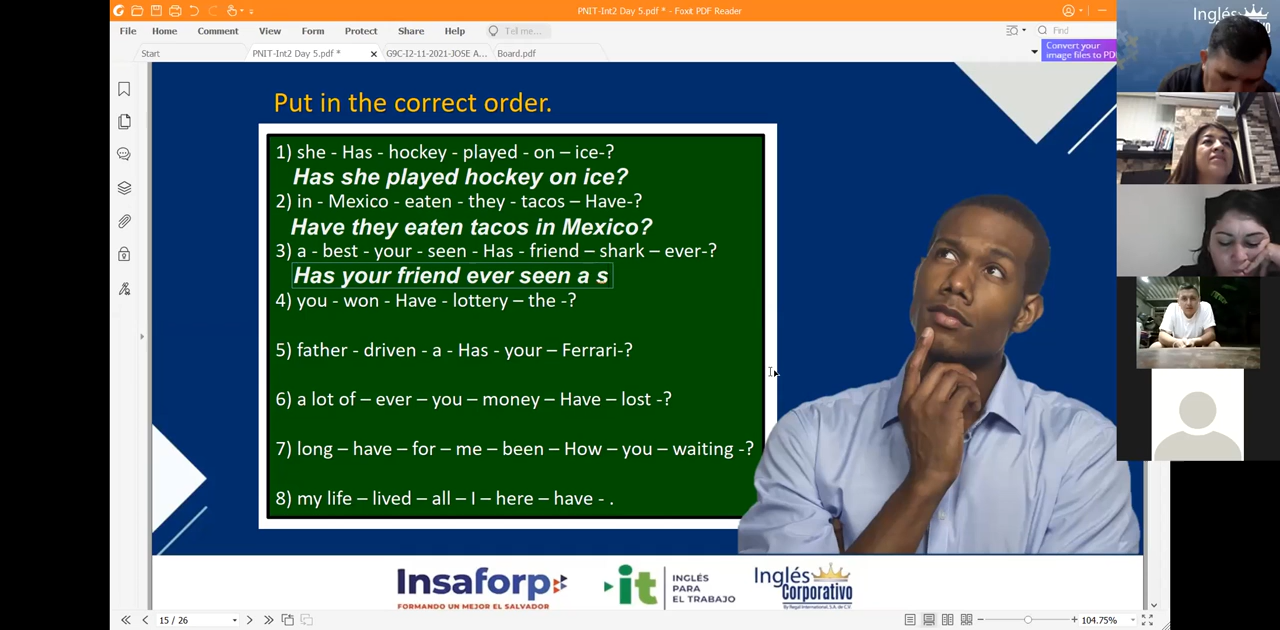 PNIT-Int2 Day 5.pdf * - Foxit PDF Reader
File Home Comment View Form Protect Share Help Tell me... Find
Start PNIT-Int2 Day 5.pdf * G9C-I2-11-2021-JOSE A... Board.pdf
Convert your
image files to PD
Inglés
Put in the correct order.
1) she - Has - hockey - played - on – ice-?
Has she played hockey on ice?
2) in - Mexico - eaten - they - tacos – Have-?
Have they eaten tacos in Mexico?
3) a - best - your - seen - Has - friend – shark – ever-?
Has your friend ever seen a s
4) you - won - Have - lottery – the -?
5) father - driven - a - Has - your – Ferrari-?
6) a lot of – ever – you – money – Have – lost -?
7) long – have – for – me – been – How – you – waiting -?
8) my life – lived – all – I – here – have - .
Insaforp
FORMANDO UN MEJOR EL SALVADOR
it
INGLÉS
PARA
EL TRABAJO
Inglés
Corporativo
By Regal International, S.A. de C.V.
15 / 26
104.75%